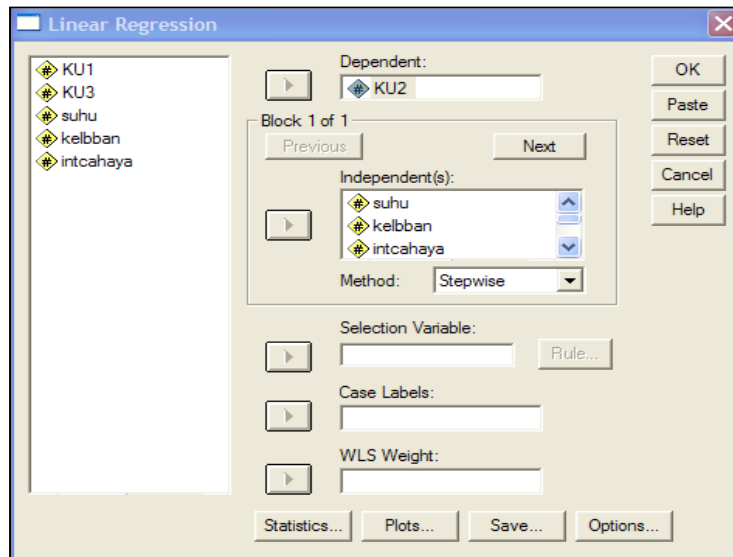 Linear Regression
KU1
KU3
suhu
kelbban
intcahaya
Dependent:
KU2
Block 1 of 1
Previous
Next
Independent(s):
suhu
kelbban
intcahaya
Method:
Stepwise
Selection Variable:
Rule...
Case Labels:
WLS Weight:
Statistics...
Plots...
Save...
Options...
OK
Paste
Reset
Cancel
Help